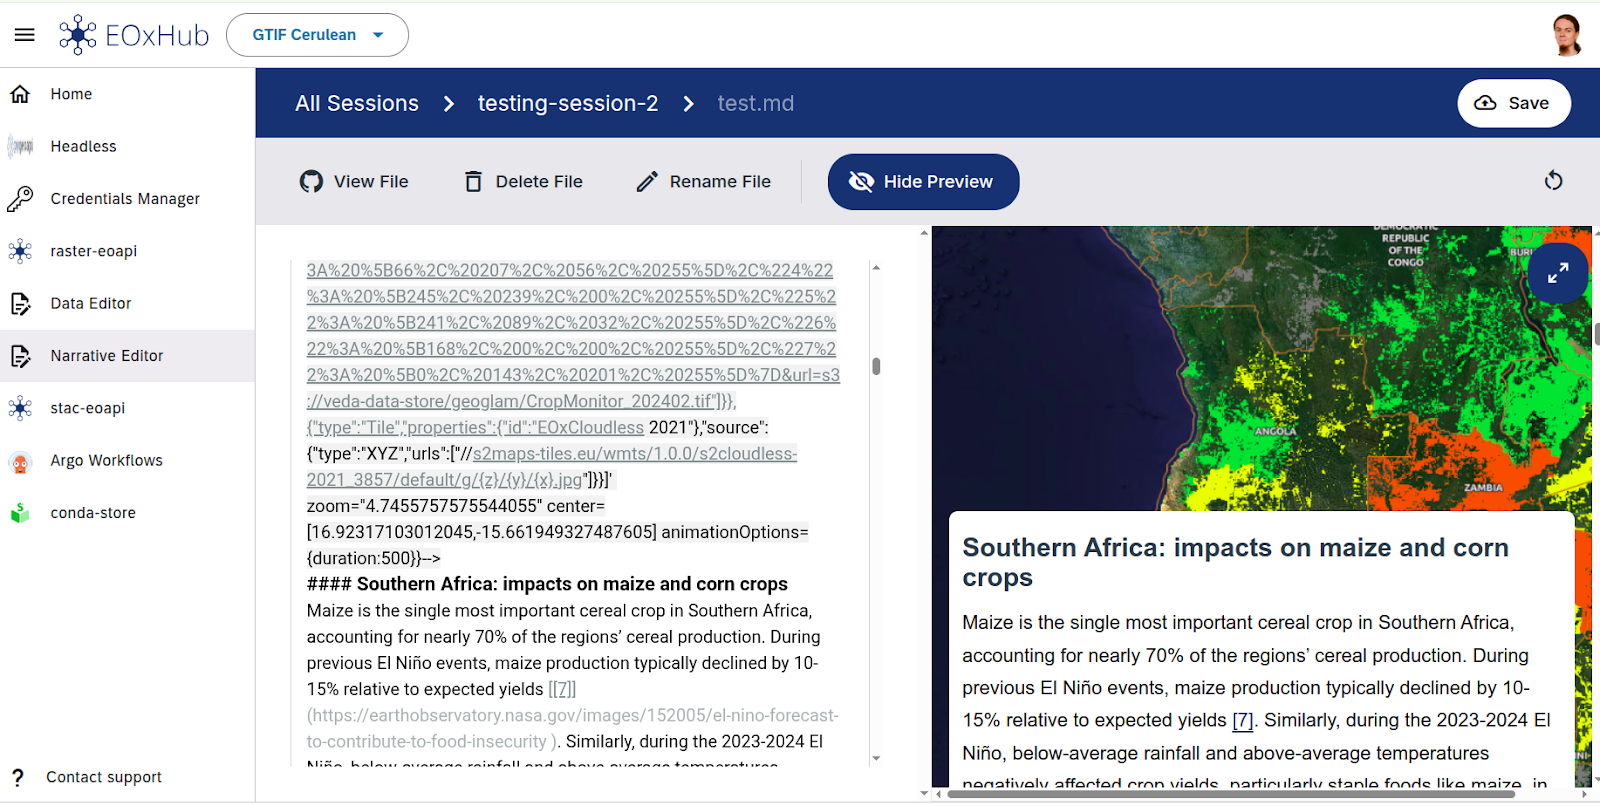 EOxHub
GTIF Cerulean
Home
Headless
Credentials Manager
raster-eoapi
Data Editor
Narrative Editor
stac-eoapi
Argo Workflows
conda-store
Contact support
All Sessions > testing-session-2 > test.md
Save
View File
Delete File
Rename File
Hide Preview
3A%20%5B66%2C%20207%2C%2056%2C%20255%5D%2C%224%22
%3A%20%5B245%2C%20239%2C%200%2C%20255%5D%2C%225%2
2%3A%20%5B241%2C%2089%2C%2032%2C%20255%5D%2C%226%
22%3A%20%5B168%2C%200%2C%200%2C%20255%5D%2C%227%2
2%3A%20%5B0%2C%20143%2C%20201%2C%20255%5D%7D&url=s3
://veda-data-store/geoglam/CropMonitor_202402.tif"]}},
{"type":"Tile","properties":{"id":"EOxCloudless 2021"},"source":
{"type":"XYZ","urls":["//s2maps-tiles.eu/wmts/1.0.0/s2cloudless-
2021_3857/default/g/{z}/{y}/{x}.jpg"]}}]'
zoom="4.7455757575544055" center=
[16.92317103012045,-15.661949327487605] animationOptions=
{duration:500}}-->
#### Southern Africa: impacts on maize and corn crops
Maize is the single most important cereal crop in Southern Africa,
accounting for nearly 70% of the regions’ cereal production. During
previous El Niño events, maize production typically declined by 10-
15% relative to expected yields [[7]]
(https://earthobservatory.nasa.gov/images/152005/el-nino-forecast-
to-contribute-to-food-insecurity ). Similarly, during the 2023-2024 El
Niño, below-average rainfall and above-average temperatures
DEMOCRATIC
REPUBLIC
OF THE
CONGO
BURU
ANGOLA
ZAMBIA
Southern Africa: impacts on maize and corn
crops
Maize is the single most important cereal crop in Southern Africa,
accounting for nearly 70% of the regions’ cereal production. During
previous El Niño events, maize production typically declined by 10-
15% relative to expected yields [7]. Similarly, during the 2023-2024 El
Niño, below-average rainfall and above-average temperatures
negatively affected crop yields, particularly staple foods like maize, in